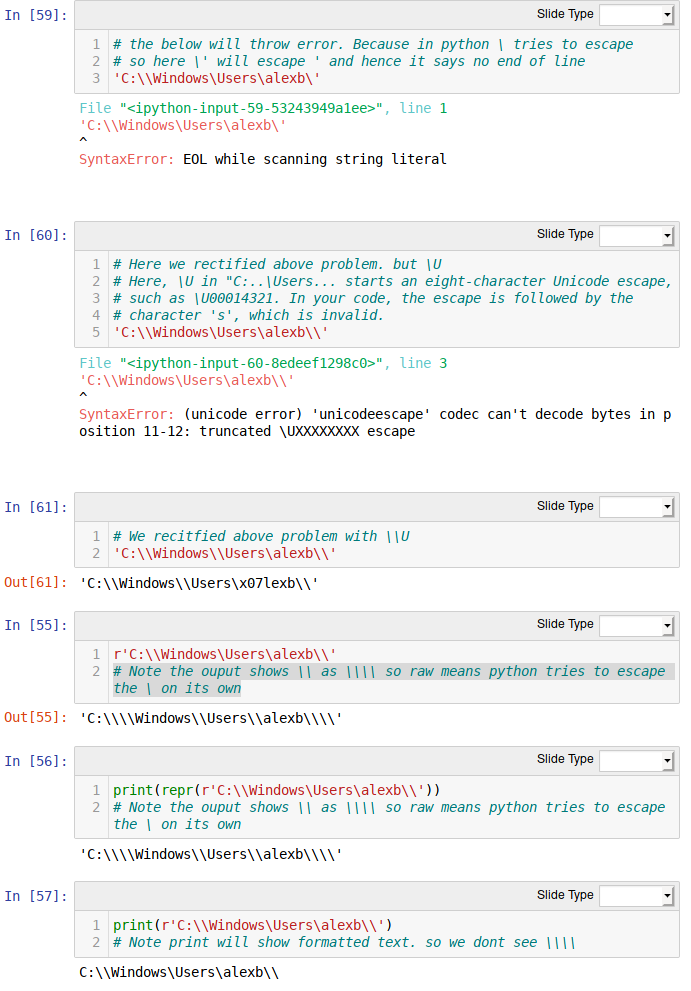 In [59]:
Slide Type
1 # the below will throw error. Because in python \ tries to escape
2 # so here \' will escape ' and hence it says no end of line
3 'C:\\Windows\Users\alexb\'
File "<ipython-input-59-53243949a1ee>", line 1
'C:\\Windows\Users\alexb\'
^
SyntaxError: EOL while scanning string literal
In [60]:
Slide Type
1 # Here we rectified above problem. but \U
2 # Here, \U in "C:..\Users... starts an eight-character Unicode escape,
3 # such as \U00014321. In your code, the escape is followed by the
4 # character 's', which is invalid.
5 'C:\\Windows\Users\alexb\\'
File "<ipython-input-60-8edeef1298c0>", line 3
'C:\\Windows\Users\alexb\\'
^
SyntaxError: (unicode error) 'unicodeescape' codec can't decode bytes in p
osition 11-12: truncated \UXXXXXXXX escape
In [61]:
Slide Type
1 # We recitfied above problem with \\U
2 'C:\\Windows\\Users\alexb\\'
Out[61]: 'C:\\Windows\\Users\x07lexb\\'
In [55]:
Slide Type
1 r'C:\\Windows\Users\alexb\\'
2 # Note the ouput shows \\ as \\\\ so raw means python tries to escape
the \ on its own
Out[55]: 'C:\\\\Windows\\Users\\alexb\\\\'
In [56]:
Slide Type
1 print(repr(r'C:\\Windows\Users\alexb\\'))
2 # Note the ouput shows \\ as \\\\ so raw means python tries to escape
the \ on its own
'C:\\\\Windows\\Users\\alexb\\\\'
In [57]:
Slide Type
1 print(r'C:\\Windows\Users\alexb\\')
2 # Note print will show formatted text. so we dont see \\\\
C:\\Windows\Users\alexb\\